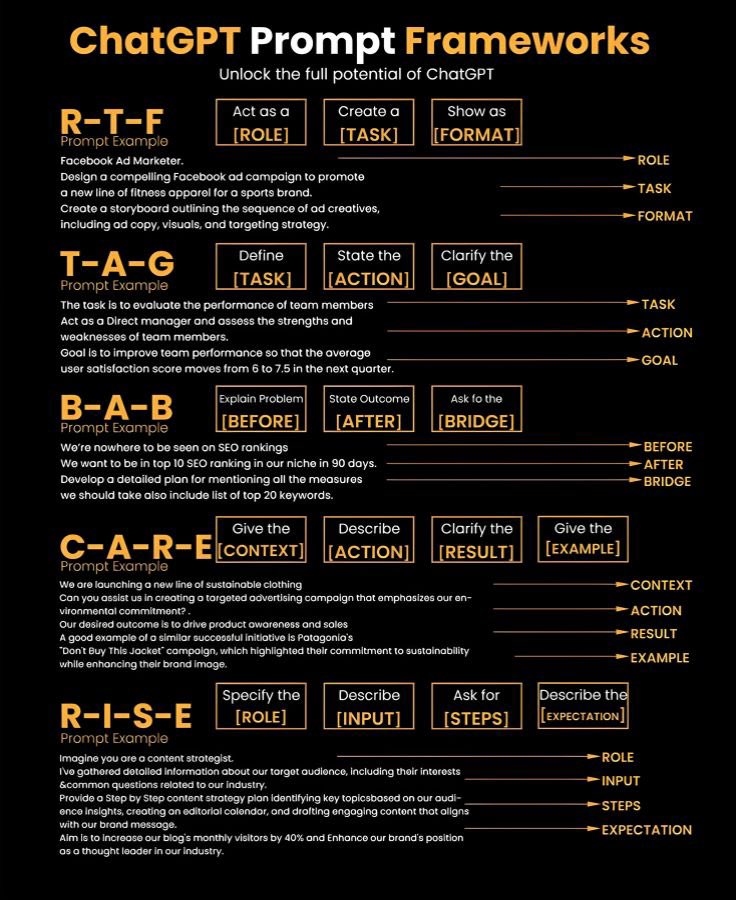 ChatGPT Prompt Frameworks
Unlock the full potential of ChatGPT
R-T-F
Prompt Example
Act as a
[ROLE]
Create a
[TASK]
Show as
[FORMAT]
Facebook Ad Marketer.
Design a compelling Facebook ad campaign to promote
a new line of fitness apparel for a sports brand.
Create a storyboard outlining the sequence of ad creatives,
including ad copy, visuals, and targeting strategy.
ROLE
TASK
FORMAT
T-A-G
Prompt Example
Define
[TASK]
State the
[ACTION]
Clarify the
[GOAL]
The task is to evaluate the performance of team members
Act as a Direct manager and assess the strengths and
weaknesses of team members.
Goal is to improve team performance so that the average
user satisfaction score moves from 6 to 7.5 in the next quarter.
TASK
ACTION
GOAL
B-A-B
Prompt Example
Explain Problem
[BEFORE]
State Outcome
[AFTER]
Ask fo the
[BRIDGE]
We're nowhere to be seen on SEO rankings
We want to be in top 10 SEO ranking in our niche in 90 days.
Develop a detailed plan for mentioning all the measures
we should take also include list of top 20 keywords.
BEFORE
AFTER
BRIDGE
C-A-R-E
Prompt Example
Give the
[CONTEXT]
Describe
[ACTION]
Clarify the
[RESULT]
Give the
[EXAMPLE]
We are launching a new line of sustainable clothing
Can you assist us in creating a targeted advertising campaign that emphasizes our en-
vironmental commitment? .
Our desired outcome is to drive product awareness and sales
A good example of a similar successful initiative is Patagonia's
"Don't Buy This Jacket" campaign, which highlighted their commitment to sustainability
while enhancing their brand image.
CONTEXT
ACTION
RESULT
EXAMPLE
R-I-S-E
Prompt Example
Specify the
[ROLE]
Describe
[INPUT]
Ask for
[STEPS]
Describe the
[EXPECTATION]
Imagine you are a content strategist.
I've gathered detailed information about our target audience, including their interests
&common questions related to our industry.
Provide a Step by Step content strategy plan Identifying key topicsbased on our audi-
ence insights, creating an editorial calendar, and drafting engaging content that aligns
with our brand message.
Aim is to increase our blog's monthly visitors by 40% and Enhance our brand's position
as a thought leader in our industry.
ROLE
INPUT
STEPS
EXPECTATION